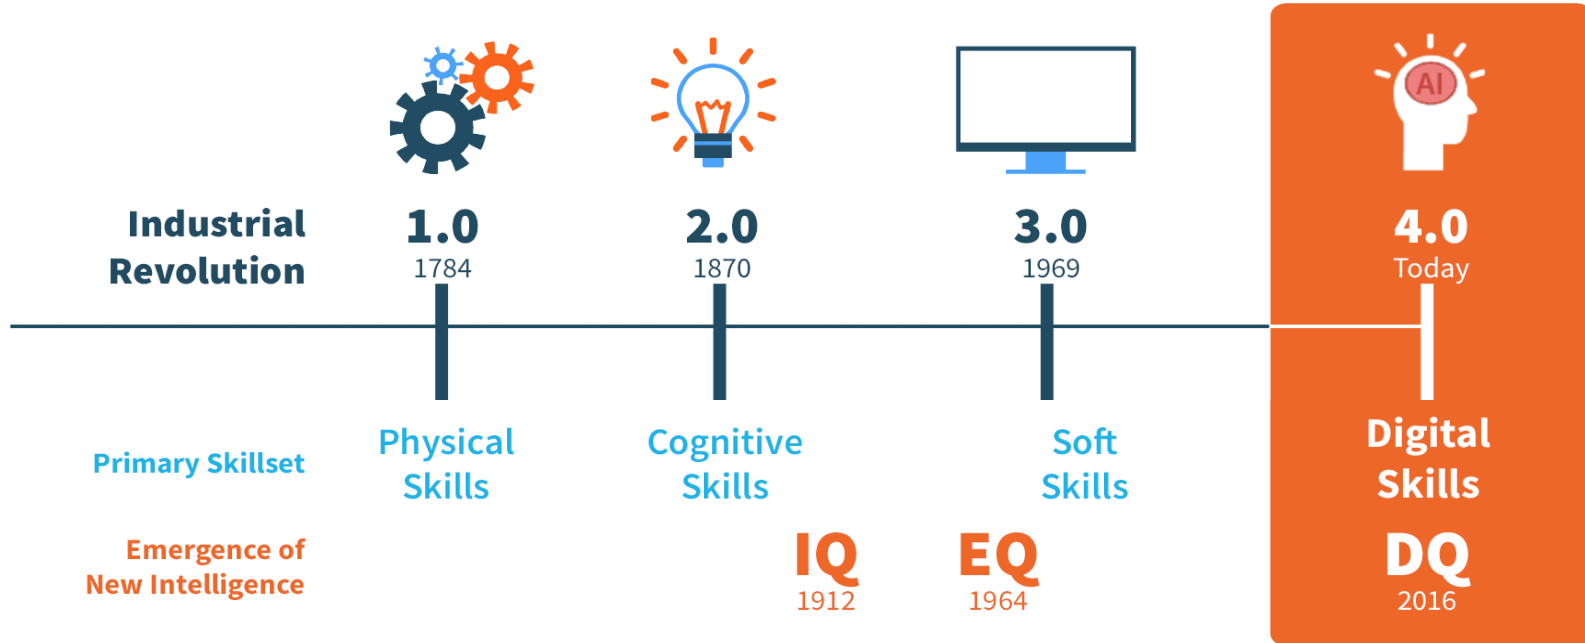 AI
Industrial
Revolution
1.0
1784
2.0
1870
3.0
1969
4.0
Today
Primary Skillset
Physical
Skills
Cognitive
Skills
Soft
Skills
Digital
Skills
Emergence of
New Intelligence
IQ
1912
EQ
1964
DQ
2016